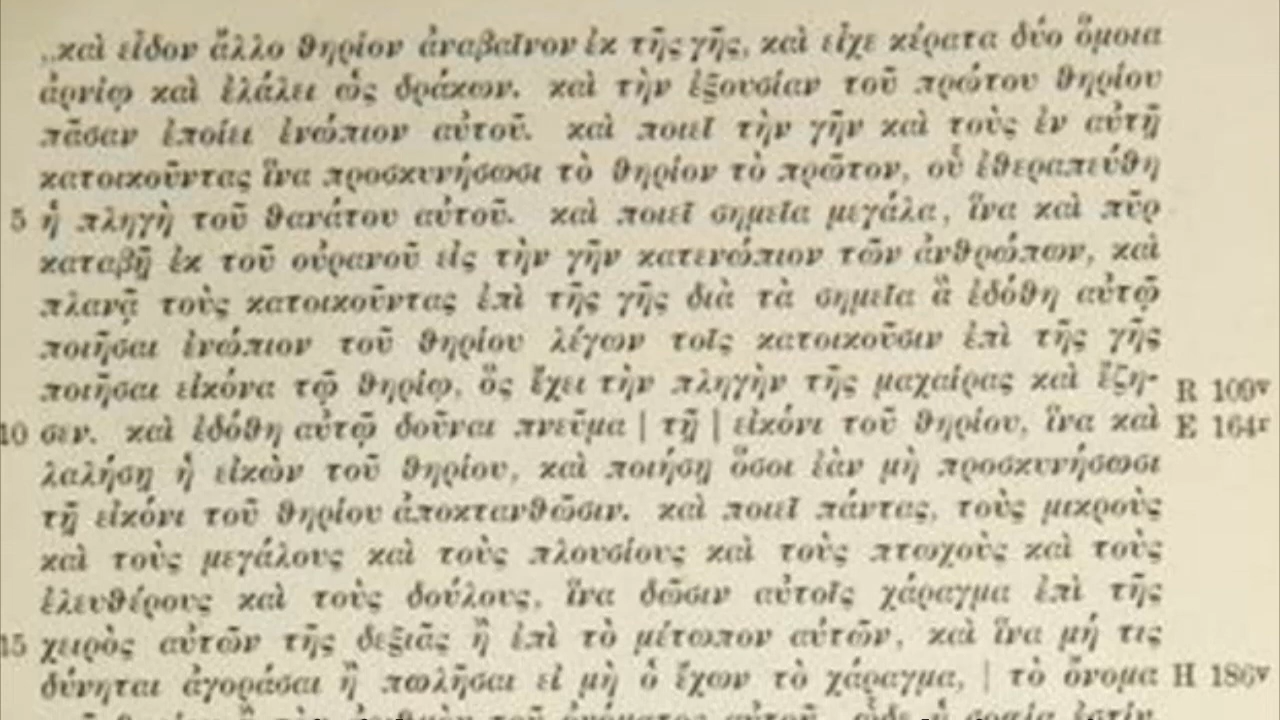 „καὶ εἶδον ἄλλο θηρίον ἀναβαῖνον ἐκ τῆς γῆς, καὶ εἶχε κέρατα δύο ὅμοια
ἀρνίῳ καὶ ἐλάλει ὡς δράκων. καὶ τὴν ἐξουσίαν τοῦ πρώτου θηρίου
πᾶσαν ἐποίει ἐνώπιον αὐτοῦ. καὶ ποιεῖ τὴν γῆν καὶ τοὺς ἐν αὐτῇ
κατοικοῦντας ἵνα προσκυνήσωσι τὸ θηρίον τὸ πρῶτον, οὗ ἐθεραπεύθη
5 ἡ πληγὴ τοῦ θανάτου αὐτοῦ. καὶ ποιεῖ σημεῖα μεγάλα, ἵνα καὶ πῦρ
καταβῇ ἐκ τοῦ οὐρανοῦ εἰς τὴν γῆν κατενώπιον τῶν ἀνθρώπων, καὶ
πλανᾷ τοὺς κατοικοῦντας ἐπὶ τῆς γῆς διὰ τὰ σημεῖα ἃ ἐδόθη αὐτῷ
ποιῆσαι ἐνώπιον τοῦ θηρίου λέγων τοῖς κατοικοῦσιν ἐπὶ τῆς γῆς
ποιῆσαι εἰκόνα τῷ θηρίῳ, ὃς ἔχει τὴν πληγὴν τῆς μαχαίρας καὶ ἔζη- R 109v
10 σεν. καὶ ἐδόθη αὐτῷ δοῦναι πνεῦμα | τῇ | εἰκόνι τοῦ θηρίου, ἵνα καὶ E 164r
λαλήσῃ ἡ εἰκὼν τοῦ θηρίου, καὶ ποιήσῃ ὅσοι ἐὰν μὴ προσκυνήσωσι
τῇ εἰκόνι τοῦ θηρίου ἀποκτανθῶσιν. καὶ ποιεῖ πάντας, τοὺς μικροὺς
καὶ τοὺς μεγάλους καὶ τοὺς πλουσίους καὶ τοὺς πτωχοὺς καὶ τοὺς
ἐλευθέρους καὶ τοὺς δούλους, ἵνα δῶσιν αὐτοῖς χάραγμα ἐπὶ τῆς
15 χειρὸς αὐτῶν τῆς δεξιᾶς ἢ ἐπὶ τὸ μέτωπον αὐτῶν, καὶ ἵνα μή τις
δύνηται ἀγοράσαι ἢ πωλῆσαι εἰ μὴ ὁ ἔχων τὸ χάραγμα, | τὸ ὄνομα H 186v